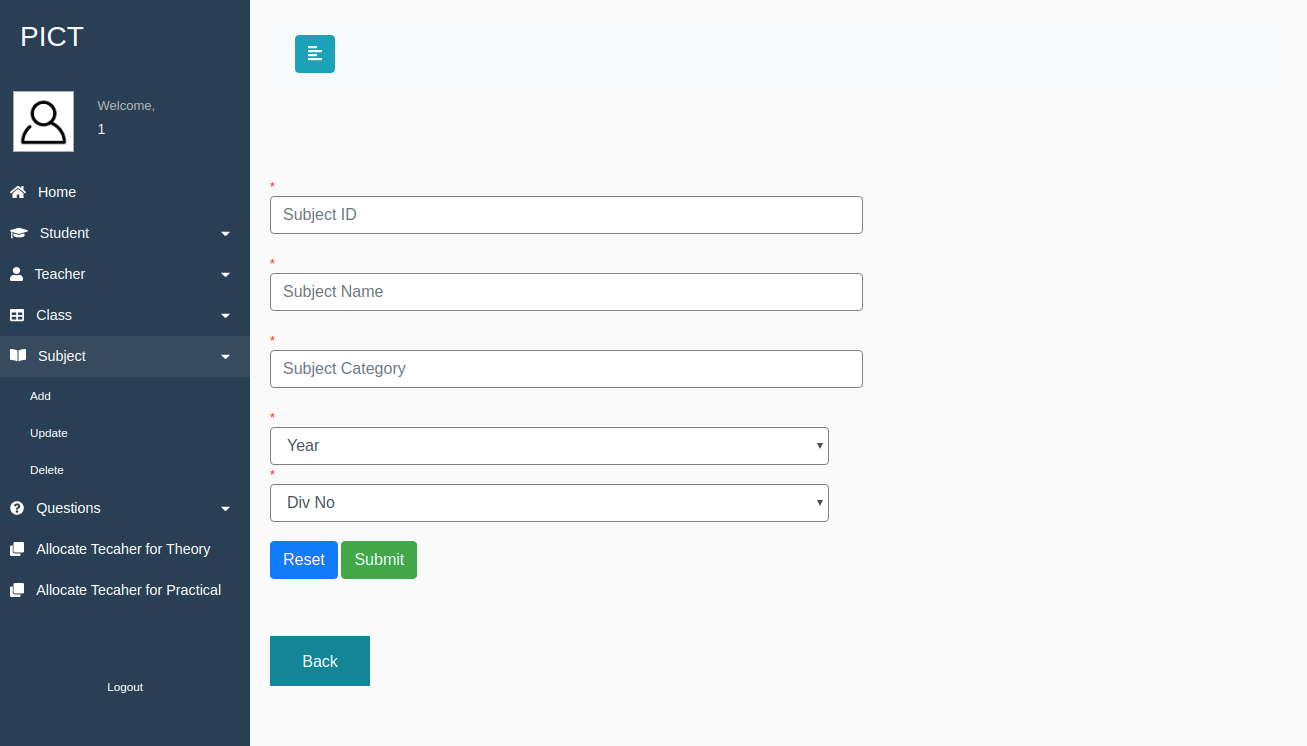 PICT
Welcome,
1
Home
Student
Teacher
Class
Subject
Add
Update
Delete
Questions
Allocate Tecaher for Theory
Allocate Tecaher for Practical
Logout
*
Subject ID
*
Subject Name
*
Subject Category
*
Year
*
Div No
Reset Submit
Back